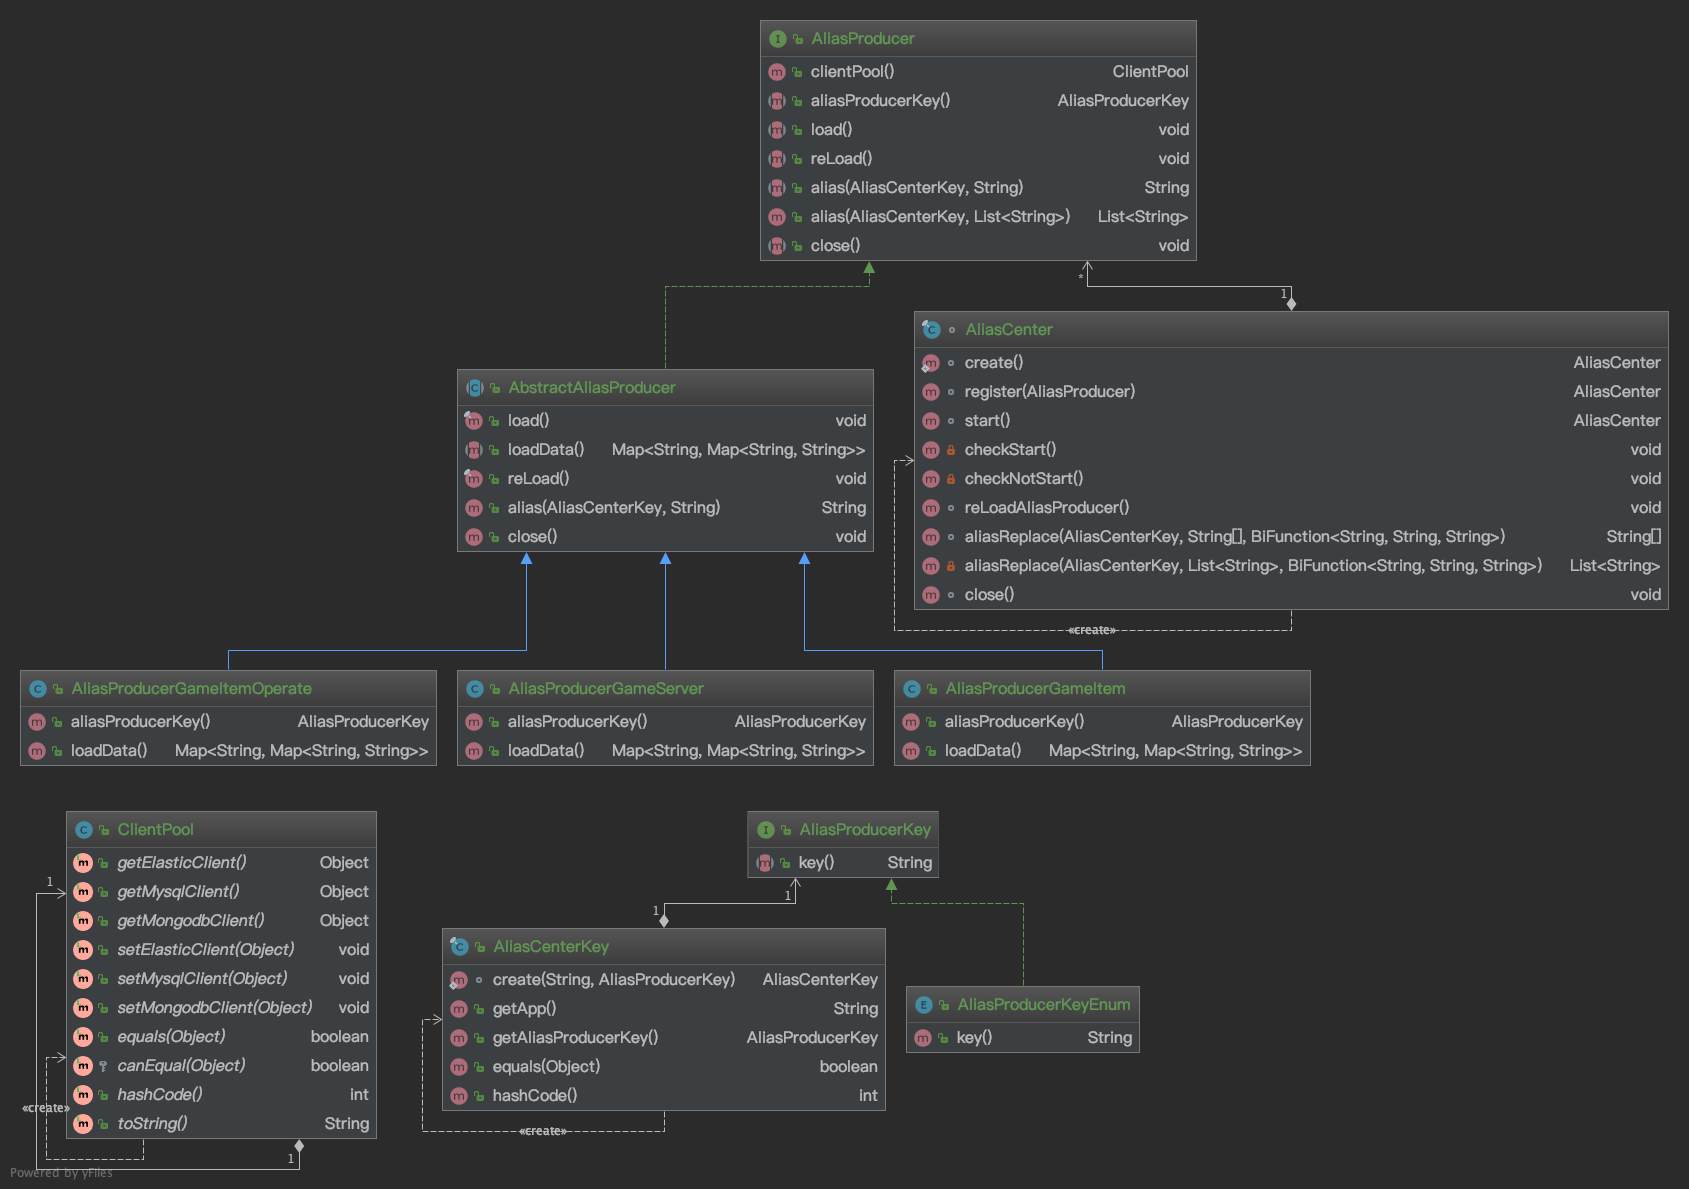 AliasProducer
clientPool() ClientPool
aliasProducerKey() AliasProducerKey
load() void
reLoad() void
alias(AliasCenterKey, String) String
alias(AliasCenterKey, List<String>) List<String>
close() void
*
1
AliasCenter
create() AliasCenter
register(AliasProducer) AliasCenter
start() AliasCenter
checkStart() void
checkNotStart() void
reLoadAliasProducer() void
aliasReplace(AliasCenterKey, String[], BiFunction<String, String, String>) String[]
aliasReplace(AliasCenterKey, List<String>, BiFunction<String, String, String>) List<String>
close() void
«create»
AbstractAliasProducer
load() void
loadData() Map<String, Map<String, String>>
reLoad() void
alias(AliasCenterKey, String) String
close() void
AliasProducerGameItemOperate
aliasProducerKey() AliasProducerKey
loadData() Map<String, Map<String, String>>
AliasProducerGameServer
aliasProducerKey() AliasProducerKey
loadData() Map<String, Map<String, String>>
AliasProducerGameItem
aliasProducerKey() AliasProducerKey
loadData() Map<String, Map<String, String>>
ClientPool
getElasticClient() Object
getMysqlClient() Object
getMongodbClient() Object
setElasticClient(Object) void
setMysqlClient(Object) void
setMongodbClient(Object) void
equals(Object) boolean
canEqual(Object) boolean
hashCode() int
toString() String
1
«create»
1
AliasProducerKey
key() String
1
1
AliasCenterKey
create(String, AliasProducerKey) AliasCenterKey
getApp() String
getAliasProducerKey() AliasProducerKey
equals(Object) boolean
hashCode() int
«create»
AliasProducerKeyEnum
key() String
Powered by yFiles